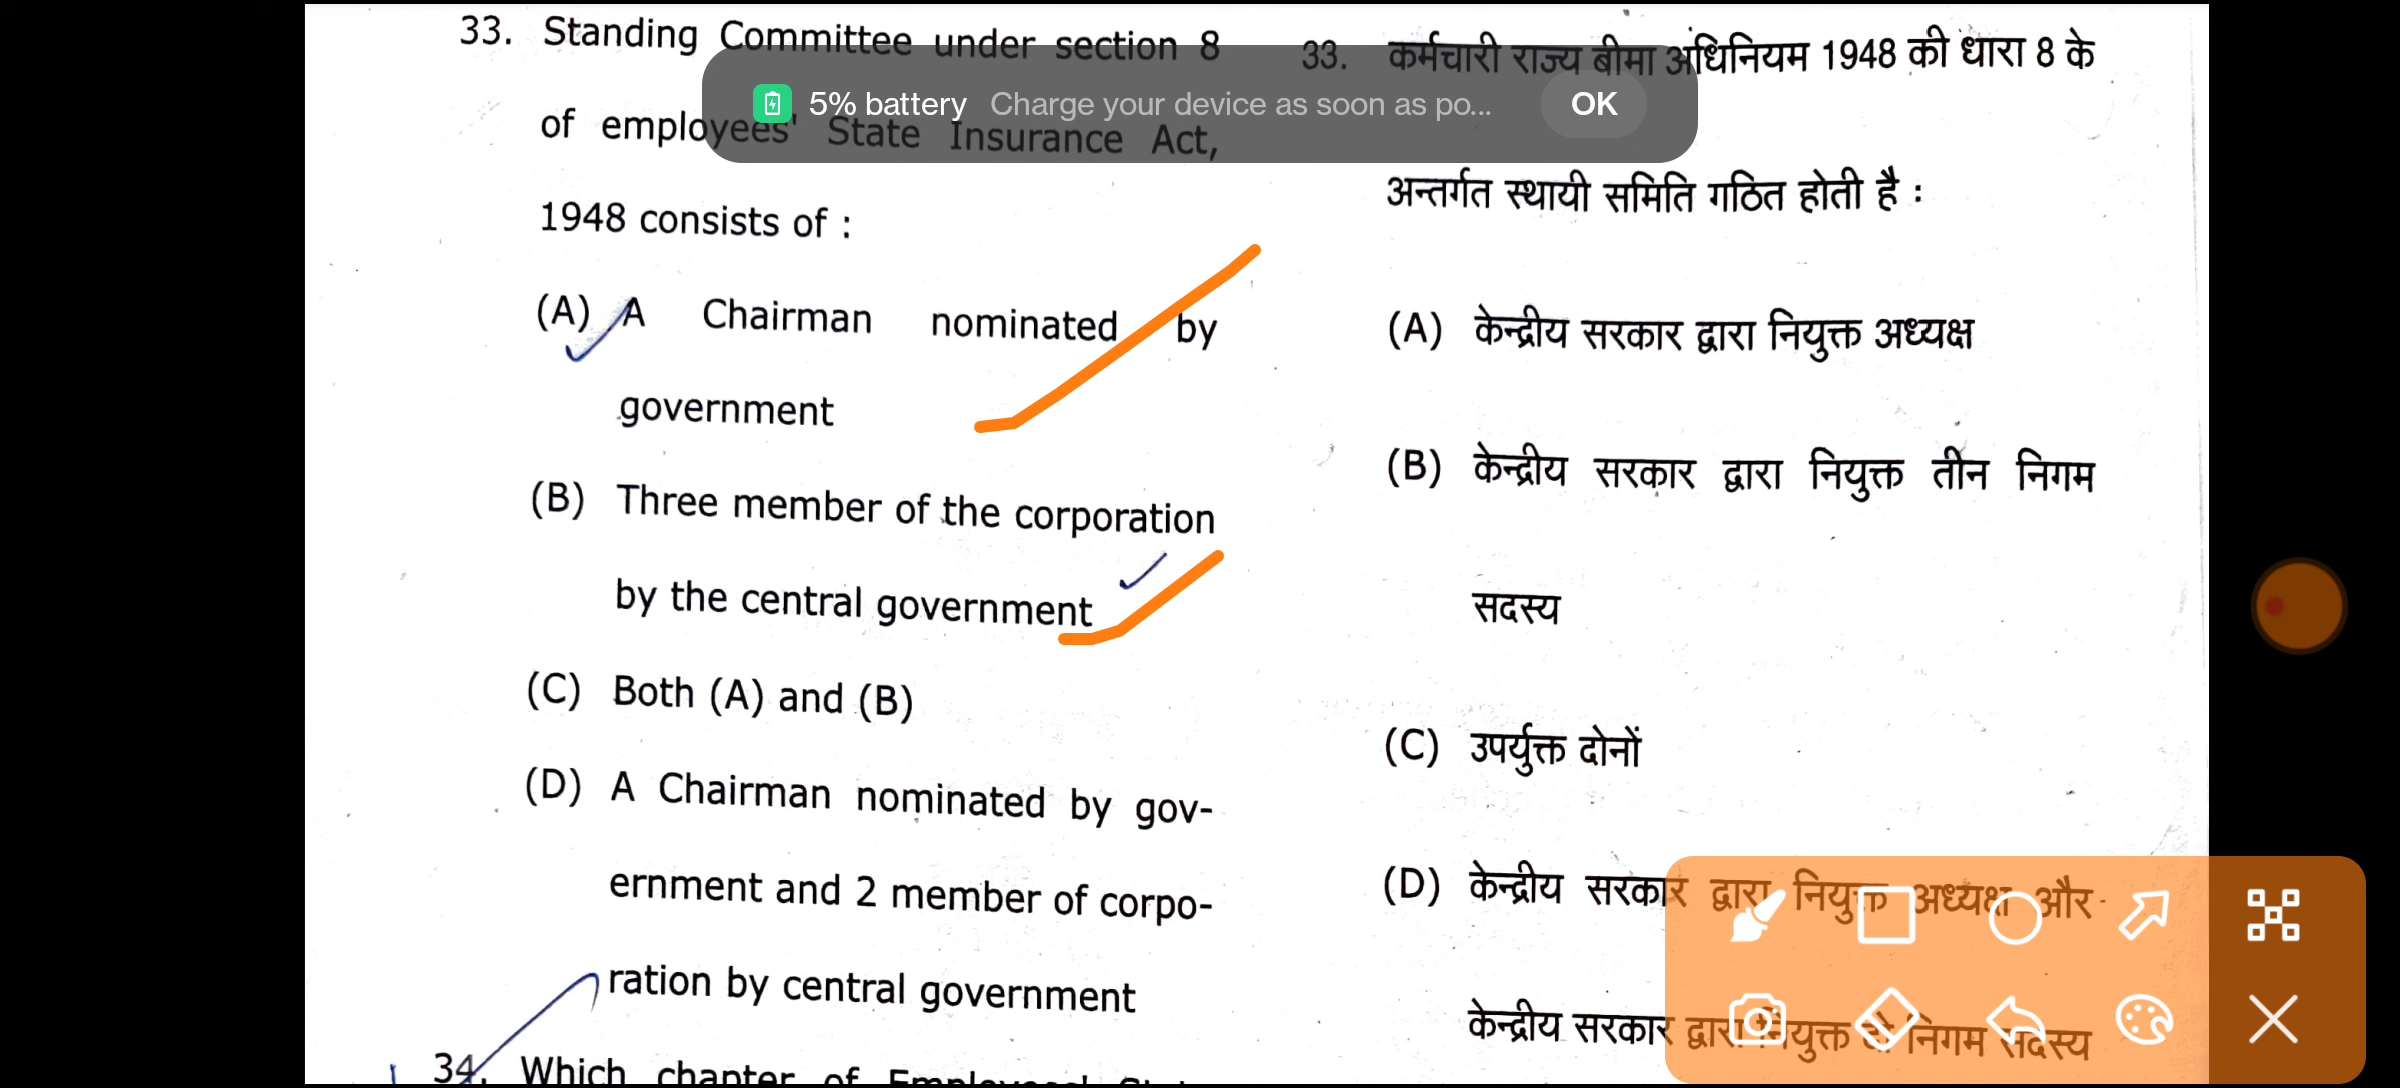 33. Standing Committee under section 8
of employees' State Insurance Act,
1948 consists of :
(A) A Chairman nominated by
government
(B) Three member of the corporation
by the central government
(C) Both (A) and (B)
(D) A Chairman nominated by gov-
ernment and 2 member of corpo-
ration by central government
34. Which chapter of Employees'
5% battery Charge your device as soon as po... OK
33. कर्मचारी राज्य बीमा अधिनियम 1948 की धारा 8 के
अन्तर्गत स्थायी समिति गठित होती है :
(A) केन्द्रीय सरकार द्वारा नियुक्त अध्यक्ष
(B) केन्द्रीय सरकार द्वारा नियुक्त तीन निगम
सदस्य
(C) उपर्युक्त दोनों
(D) केन्द्रीय सरकार द्वारा नियुक्त अध्यक्ष और
केन्द्रीय सरकार द्वारा नियुक्त दो निगम सदस्य